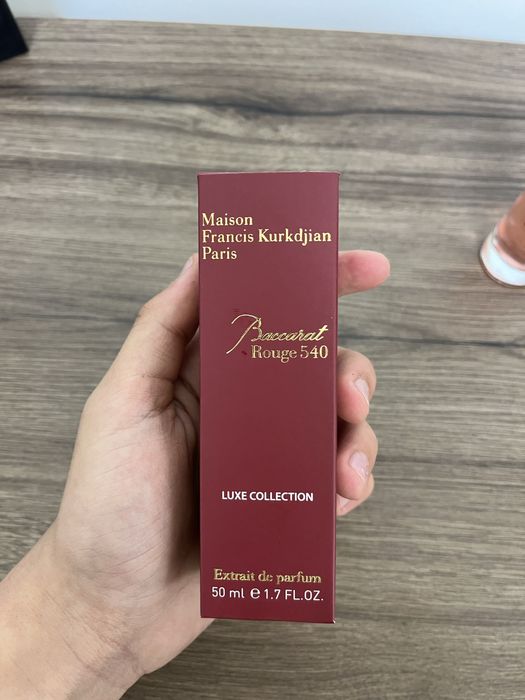 Maison
Francis Kurkdjian
Paris
Baccarat
Rouge 540
LUXE COLLECTION
Extrait de parfum
50 ml ℮ 1.7 FL.OZ.